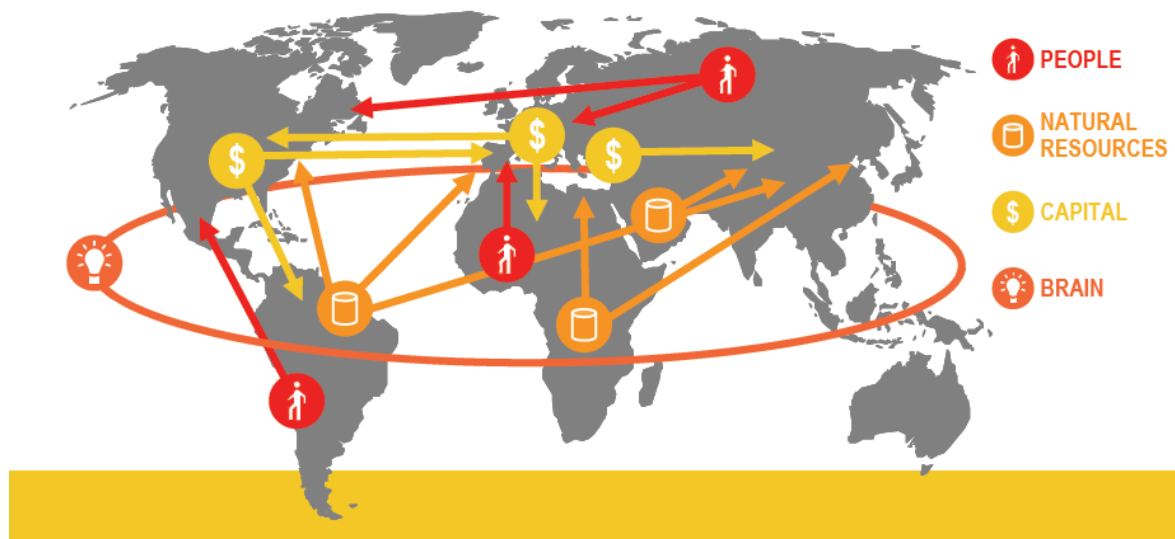 PEOPLE
NATURAL
RESOURCES
$ CAPITAL
BRAIN
$
$
$